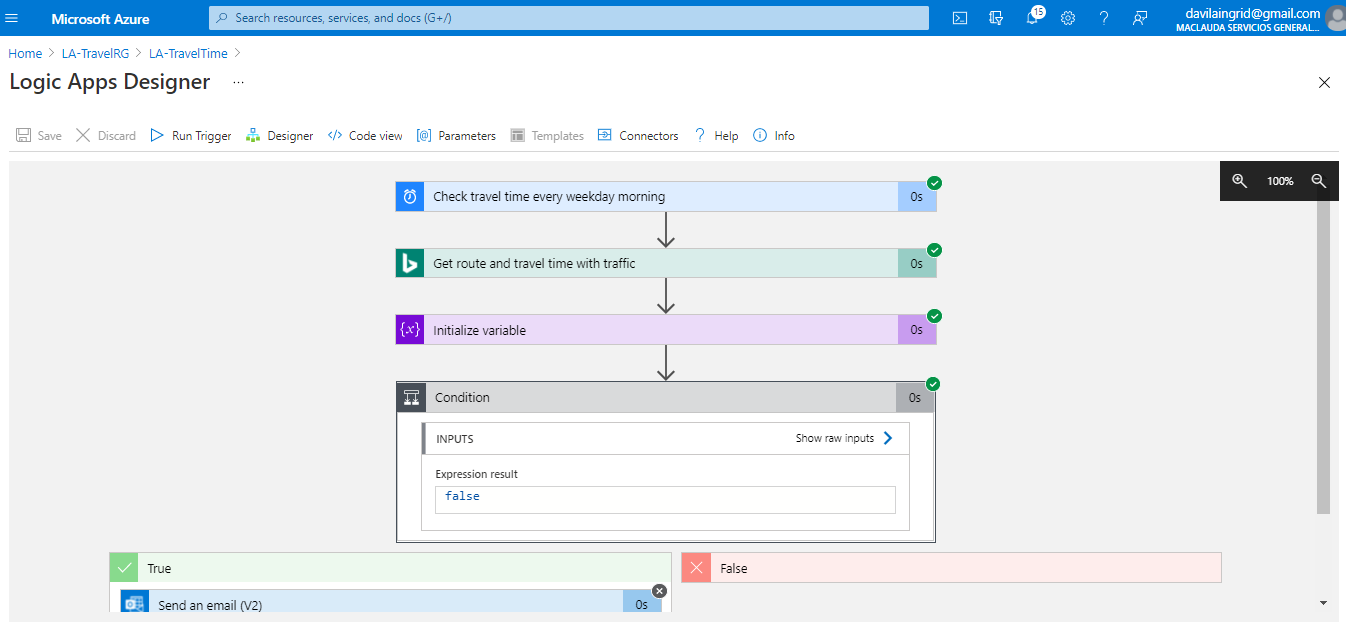 Microsoft Azure
Search resources, services, and docs (G+/)
15
davilaingrid@gmail.com
MACLAUDA SERVICIOS GENERAL...
Home > LA-TravelRG > LA-TravelTime >
Logic Apps Designer ...
Save Discard Run Trigger Designer Code view Parameters Templates Connectors Help Info
100%
Check travel time every weekday morning 0s
Get route and travel time with traffic 0s
{x} Initialize variable 0s
Condition 0s
INPUTS Show raw inputs
Expression result
false
True
False
Send an email (V2) 0s